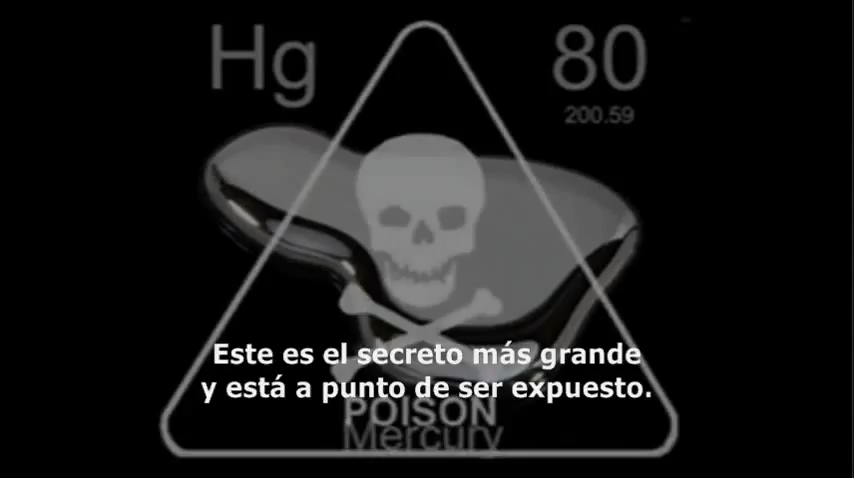 Hg 80
200.59
Este es el secreto más grande
y está a punto de ser expuesto.
POISON
Mercury